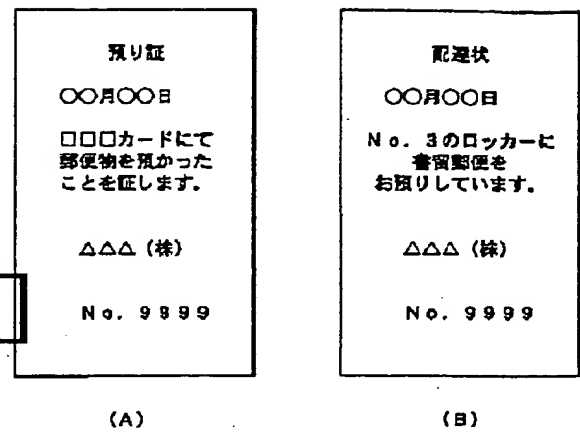 預り証
○○月○○日
□□□カードにて
郵便物を預かった
ことを証します。
△△△（株）
No. 9999
(A)
配達状
○○月○○日
No. 3のロッカーに
書留郵便を
お預りしています。
△△△（株）
No. 9999
(B)